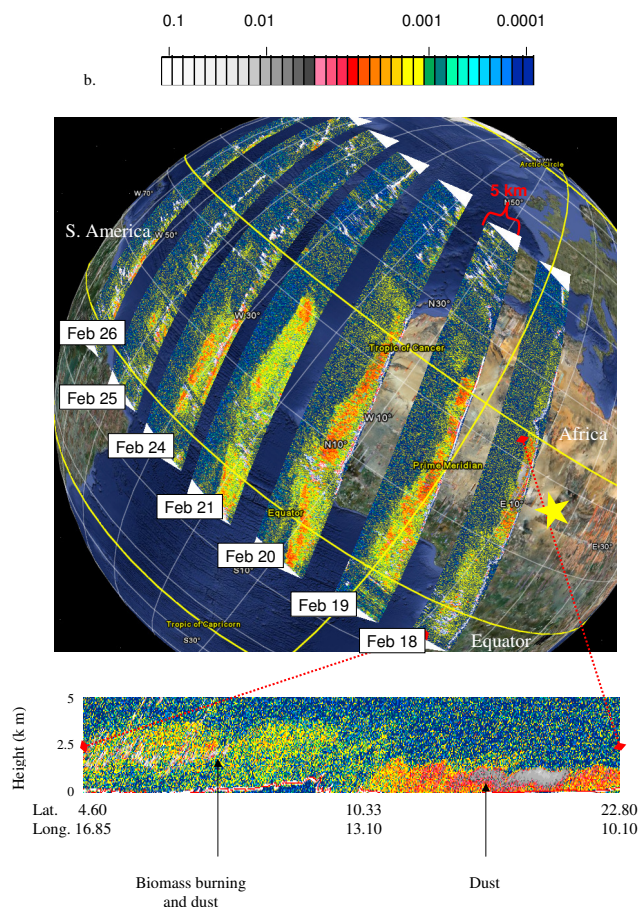 0.1 0.01 0.001 0.0001
b.
Arctic Circle
W 70°
5 km
N50°
S. America
W 50°
N30°
W 30°
Tropic of Cancer
Feb 26
Feb 25
W 10°
Africa
N10°
Feb 24
Prime Meridian
Feb 21
Equator
E 10°
Feb 20
E 30°
S10°
Feb 19
Tropic of Capricorn
Feb 18
S30°
Equator
Height (k m)
5
2.5
0
Lat. 4.60 10.33 22.80
Long. 16.85 13.10 10.10
Biomass burning
and dust
Dust